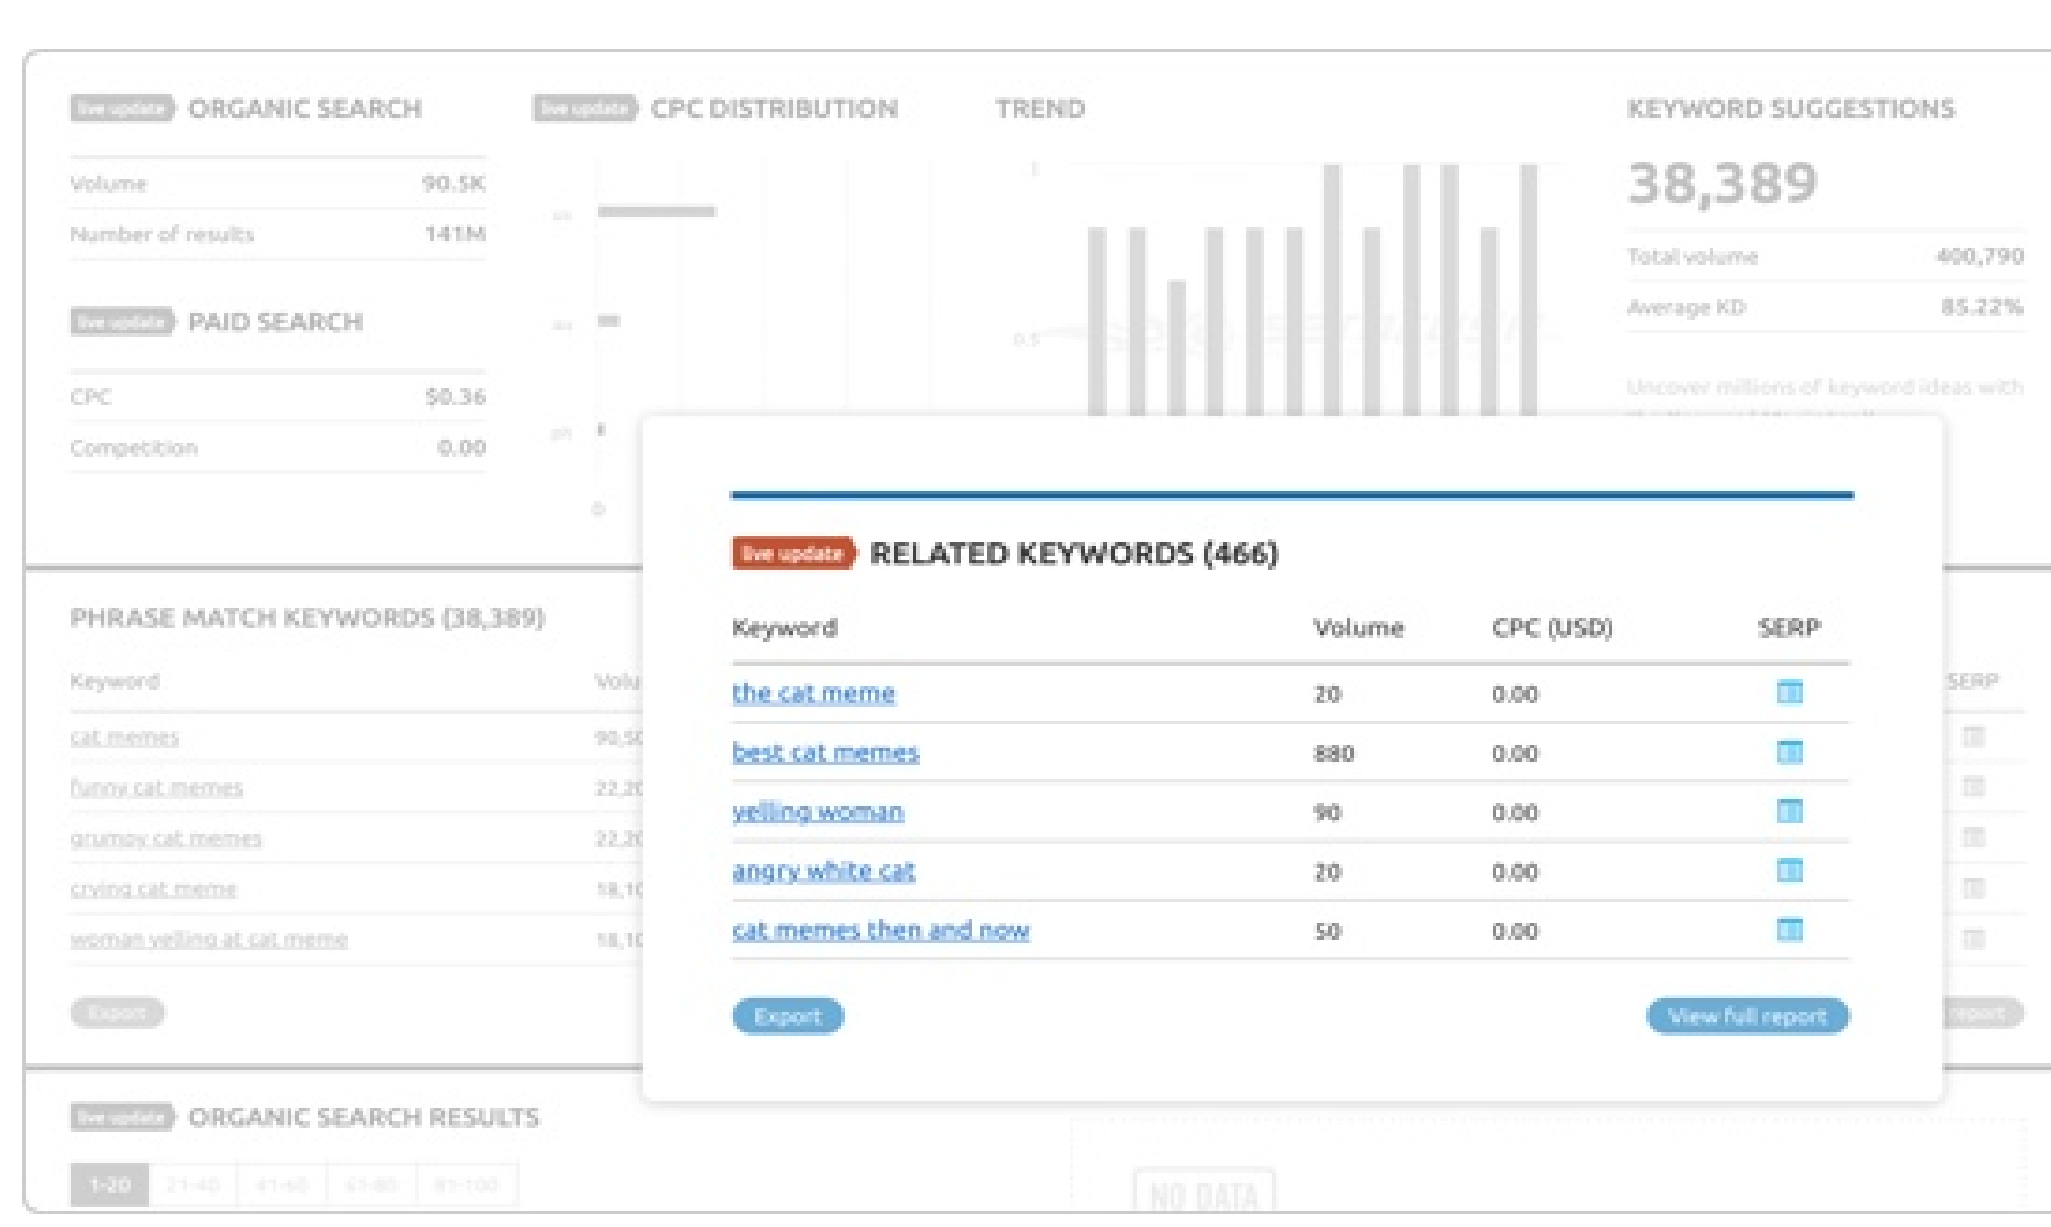 live update ORGANIC SEARCH
Volume 90.5K
Number of results 141M
live update PAID SEARCH
CPC $0.36
Competition 0.00
live update CPC DISTRIBUTION
0
TREND
1
0.5
KEYWORD SUGGESTIONS
38,389
Total volume 400,790
Average KD 85.22%
Uncover millions of keyword ideas with
PHRASE MATCH KEYWORDS (38,389)
Keyword SERP
cat memes
funny cat memes
grumpy cat memes
crying cat meme
woman yelling at cat meme
Export report
live update RELATED KEYWORDS (466)
Keyword Volume CPC (USD) SERP
the cat meme 20 0.00
best cat memes 880 0.00
yelling woman 90 0.00
angry white cat 20 0.00
cat memes then and now 50 0.00
Export View full report
live update ORGANIC SEARCH RESULTS
1-20 21-40 41-60 61-80 81-100
NO DATA